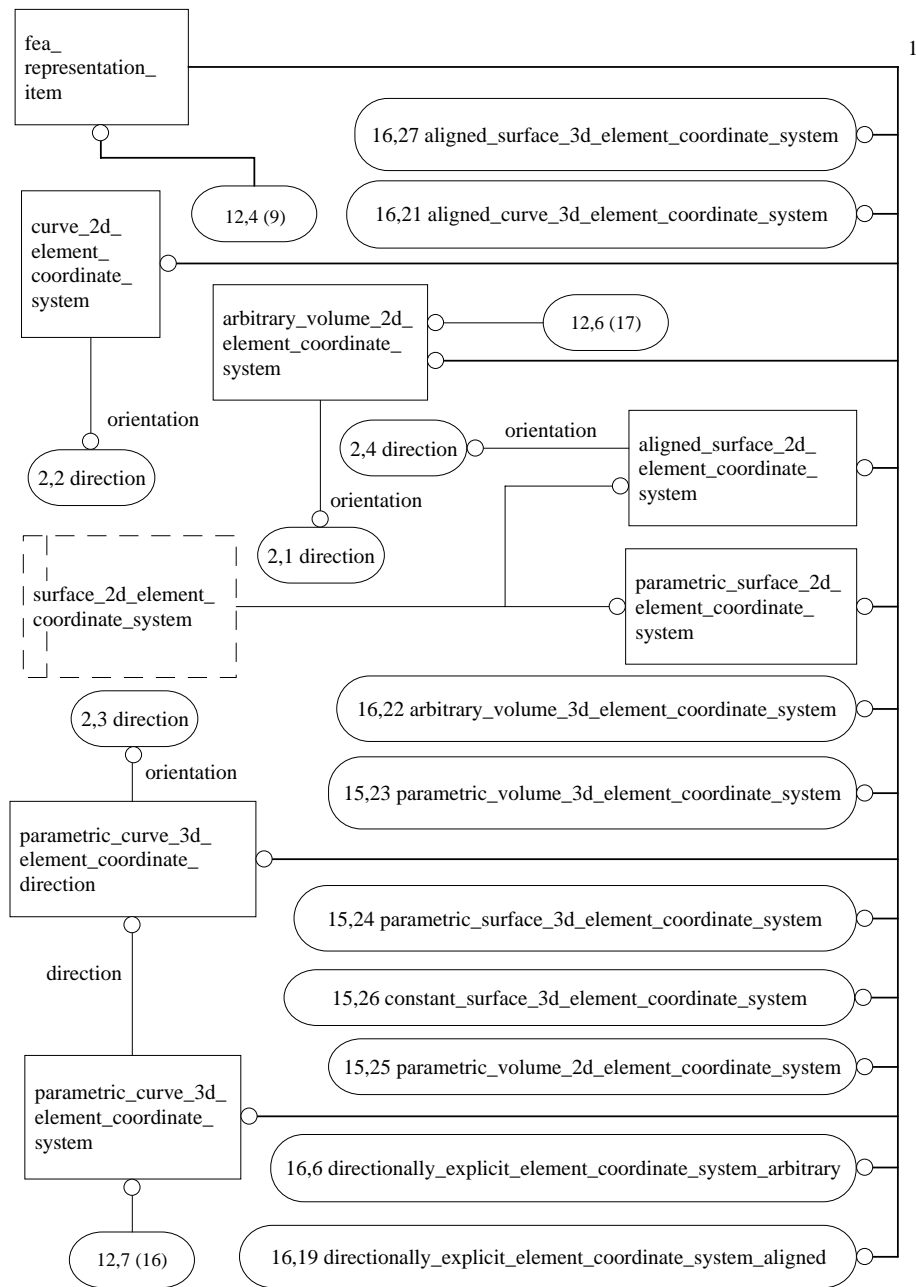 fea_
representation_
item
1
16,27 aligned_surface_3d_element_coordinate_system
12,4 (9)
16,21 aligned_curve_3d_element_coordinate_system
curve_2d_
element_
coordinate_
system
arbitrary_volume_2d_
element_coordinate_
system
12,6 (17)
orientation
2,2 direction
orientation
2,4 direction
orientation
aligned_surface_2d_
element_coordinate_
system
2,1 direction
surface_2d_element_
coordinate_system
parametric_surface_2d_
element_coordinate_
system
2,3 direction
orientation
16,22 arbitrary_volume_3d_element_coordinate_system
15,23 parametric_volume_3d_element_coordinate_system
parametric_curve_3d_
element_coordinate_
direction
15,24 parametric_surface_3d_element_coordinate_system
direction
15,26 constant_surface_3d_element_coordinate_system
15,25 parametric_volume_2d_element_coordinate_system
parametric_curve_3d_
element_coordinate_
system
16,6 directionally_explicit_element_coordinate_system_arbitrary
12,7 (16)
16,19 directionally_explicit_element_coordinate_system_aligned